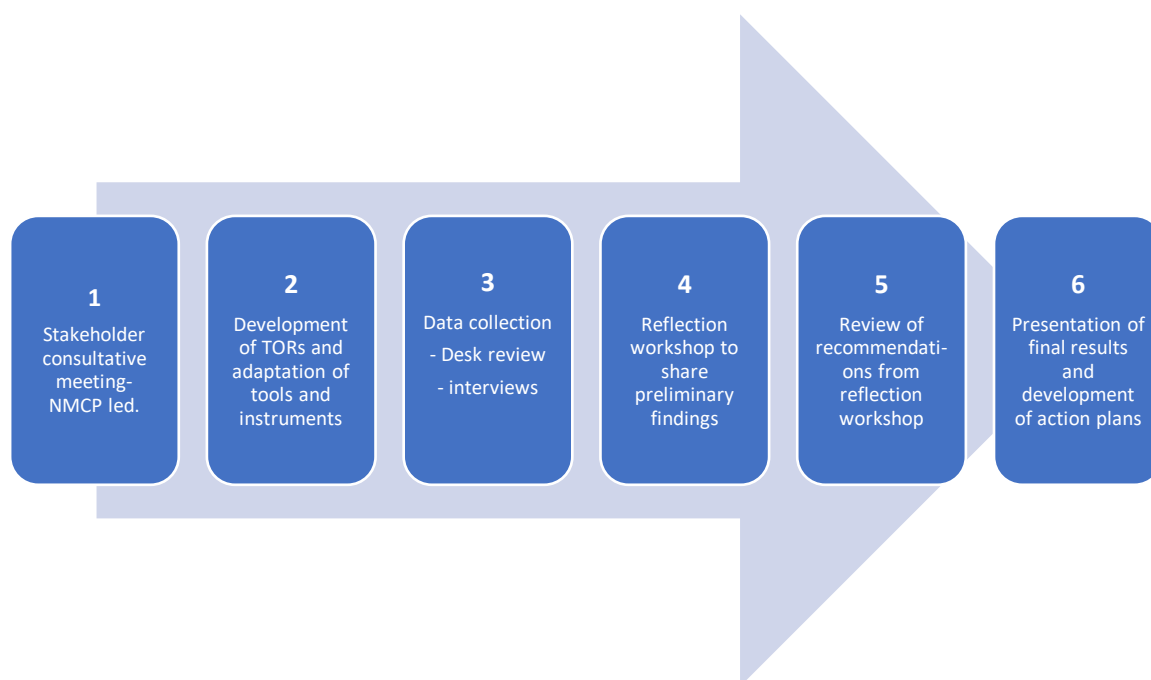 1
Stakeholder
consultative
meeting-
NMCP led.
2
Development
of TORs and
adaptation of
tools and
instruments
3
Data collection
- Desk review
- interviews
4
Reflection
workshop to
share
preliminary
findings
5
Review of
recommendati-
ons from
reflection
workshop
6
Presentation of
final results
and
development
of action plans